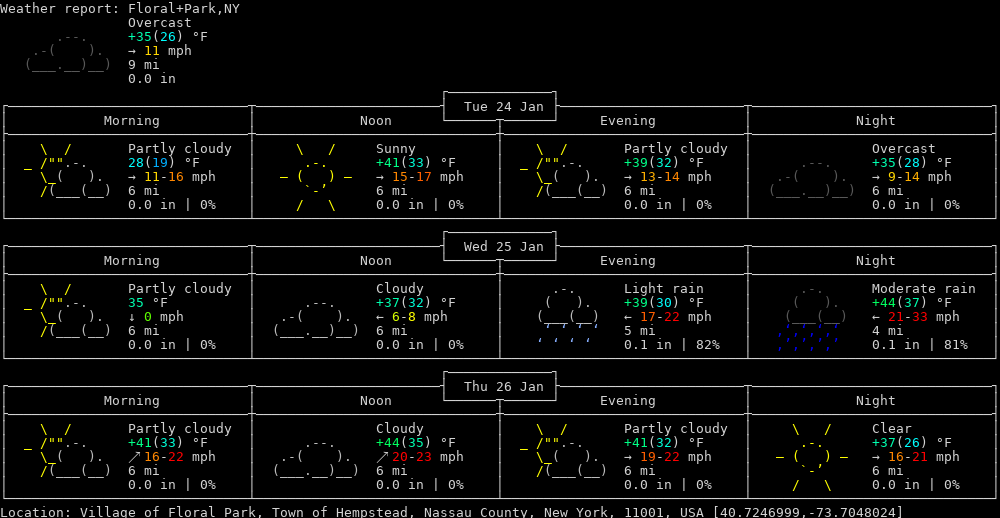 Weather report: Floral+Park,NY
Overcast
+35(26) °F
→ 11 mph
9 mi
0.0 in
Tue 24 Jan
Morning Noon Evening Night
Partly cloudy Sunny Partly cloudy Overcast
28(19) °F +41(33) °F +39(32) °F +35(28) °F
→ 11-16 mph → 15-17 mph → 13-14 mph → 9-14 mph
6 mi 6 mi 6 mi 6 mi
0.0 in | 0% 0.0 in | 0% 0.0 in | 0% 0.0 in | 0%
Wed 25 Jan
Morning Noon Evening Night
Partly cloudy Cloudy Light rain Moderate rain
35 °F +37(32) °F +39(30) °F +44(37) °F
↓ 0 mph ← 6-8 mph ← 17-22 mph ← 21-33 mph
6 mi 6 mi 5 mi 4 mi
0.0 in | 0% 0.0 in | 0% 0.1 in | 82% 0.1 in | 81%
Thu 26 Jan
Morning Noon Evening Night
Partly cloudy Cloudy Partly cloudy Clear
+41(33) °F +44(35) °F +41(32) °F +37(26) °F
↗ 16-22 mph ↗ 20-23 mph → 19-22 mph → 16-21 mph
6 mi 6 mi 6 mi 6 mi
0.0 in | 0% 0.0 in | 0% 0.0 in | 0% 0.0 in | 0%
Location: Village of Floral Park, Town of Hempstead, Nassau County, New York, 11001, USA [40.7246999,-73.7048024]